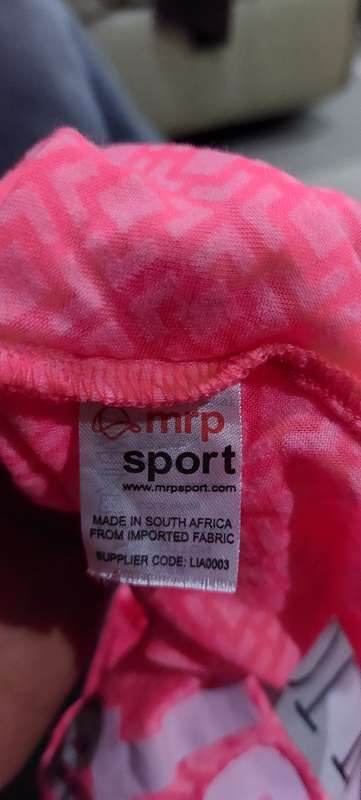 mrp
sport
www.mrpsport.com
MADE IN SOUTH AFRICA
FROM IMPORTED FABRIC
SUPPLIER CODE: LIA0003